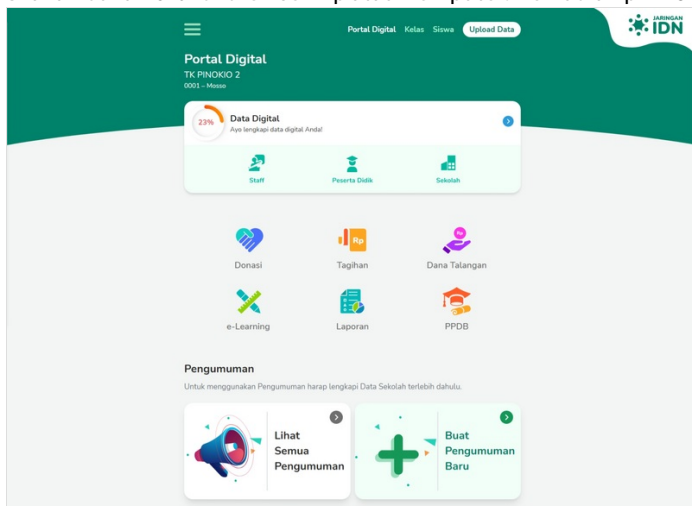 Portal Digital Kelas Siswa Upload Data
JARINGAN
IDN
Portal Digital
TK PINOKIO 2
0001 – Mosso
23%
Data Digital
Ayo lengkapi data digital Anda!
Staff
Peserta Didik
Sekolah
Donasi
Rp
Tagihan
Rp
Dana Talangan
e-Learning
Laporan
PPDB
Pengumuman
Untuk menggunakan Pengumuman harap lengkapi Data Sekolah terlebih dahulu.
Lihat
Semua
Pengumuman
Buat
Pengumuman
Baru